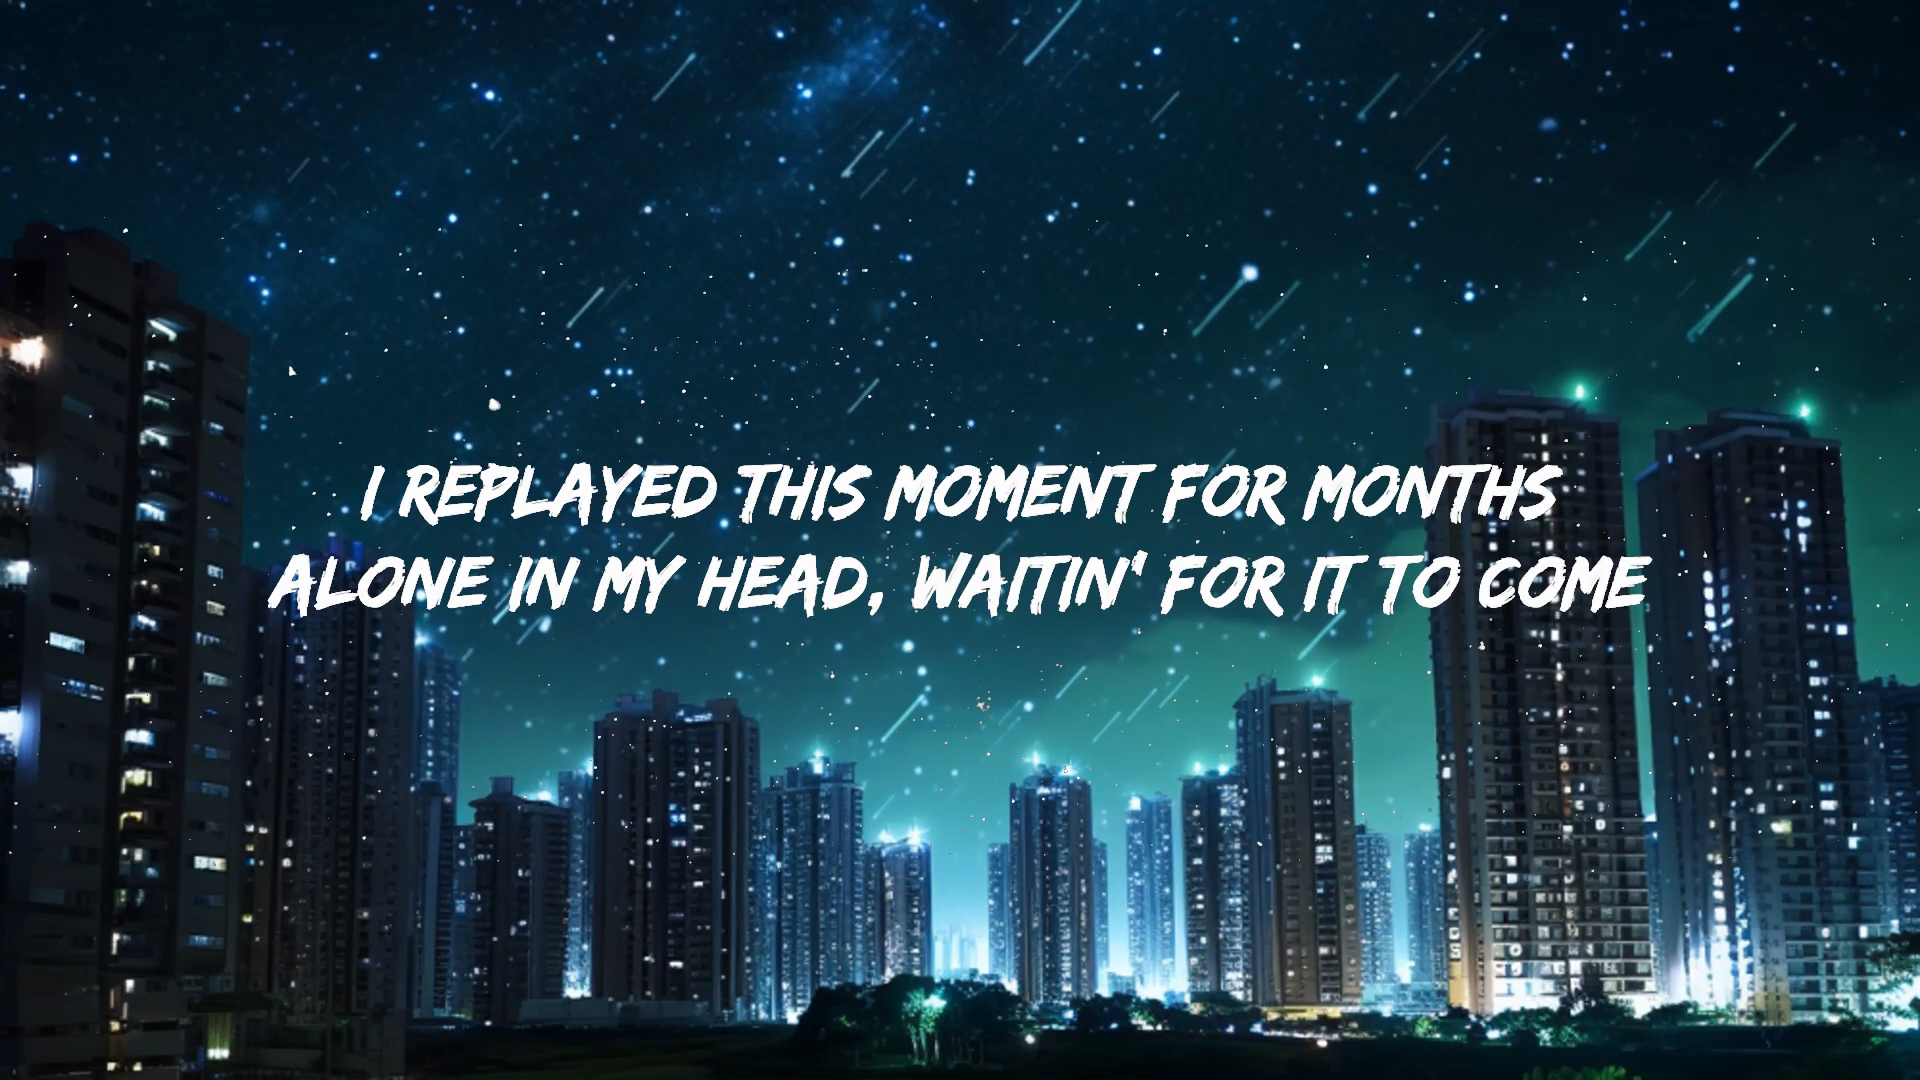 I REPLAYED THIS MOMENT FOR MONTHS
ALONE IN MY HEAD, WAITIN' FOR IT TO COME